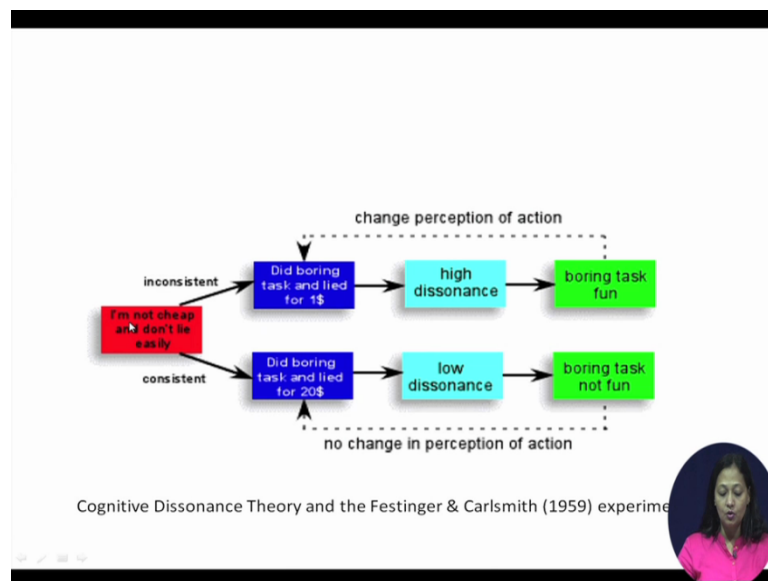 change perception of action
inconsistent
Did boring
task and lied
for 1$
high
dissonance
boring task
fun
I'm not cheap
and don't lie
easily
consistent
Did boring
task and lied
for 20$
low
dissonance
boring task
not fun
no change in perception of action
Cognitive Dissonance Theory and the Festinger & Carlsmith (1959)